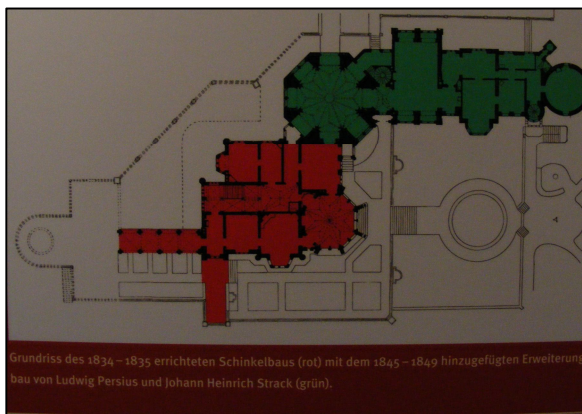 Grundriss des 1834–1835 errichteten Schinkelbaus (rot) mit dem 1845–1849 hinzugefügten Erweiterung
bau von Ludwig Persius und Johann Heinrich Strack (grün).